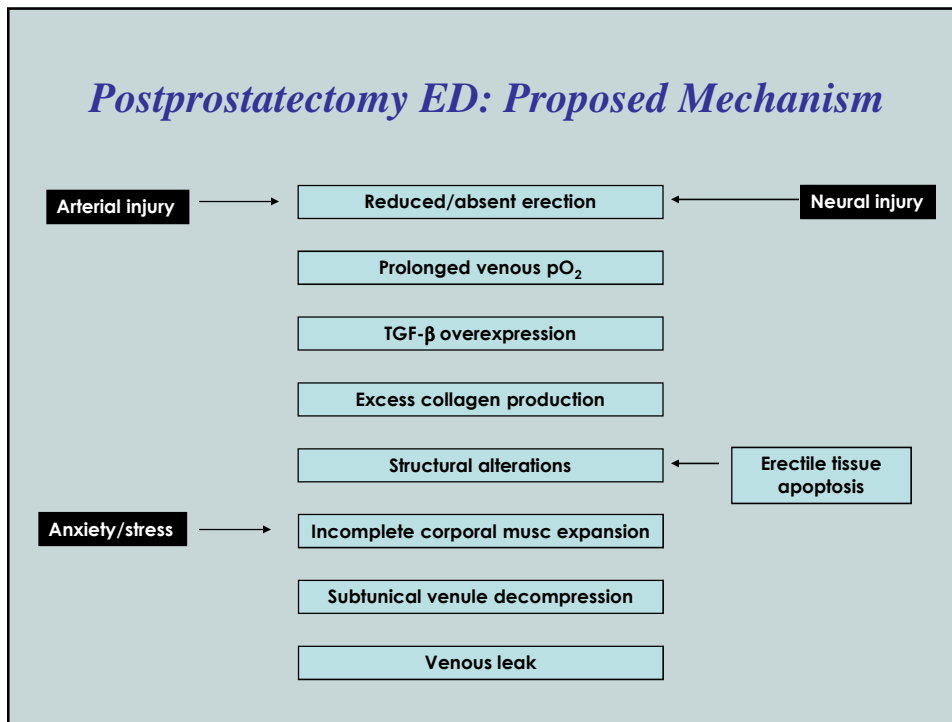 Postprostatectomy ED: Proposed Mechanism
Arterial injury
Reduced/absent erection
Neural injury
Prolonged venous pO₂
TGF-β overexpression
Excess collagen production
Structural alterations
Erectile tissue
apoptosis
Anxiety/stress
Incomplete corporal musc expansion
Subtunical venule decompression
Venous leak